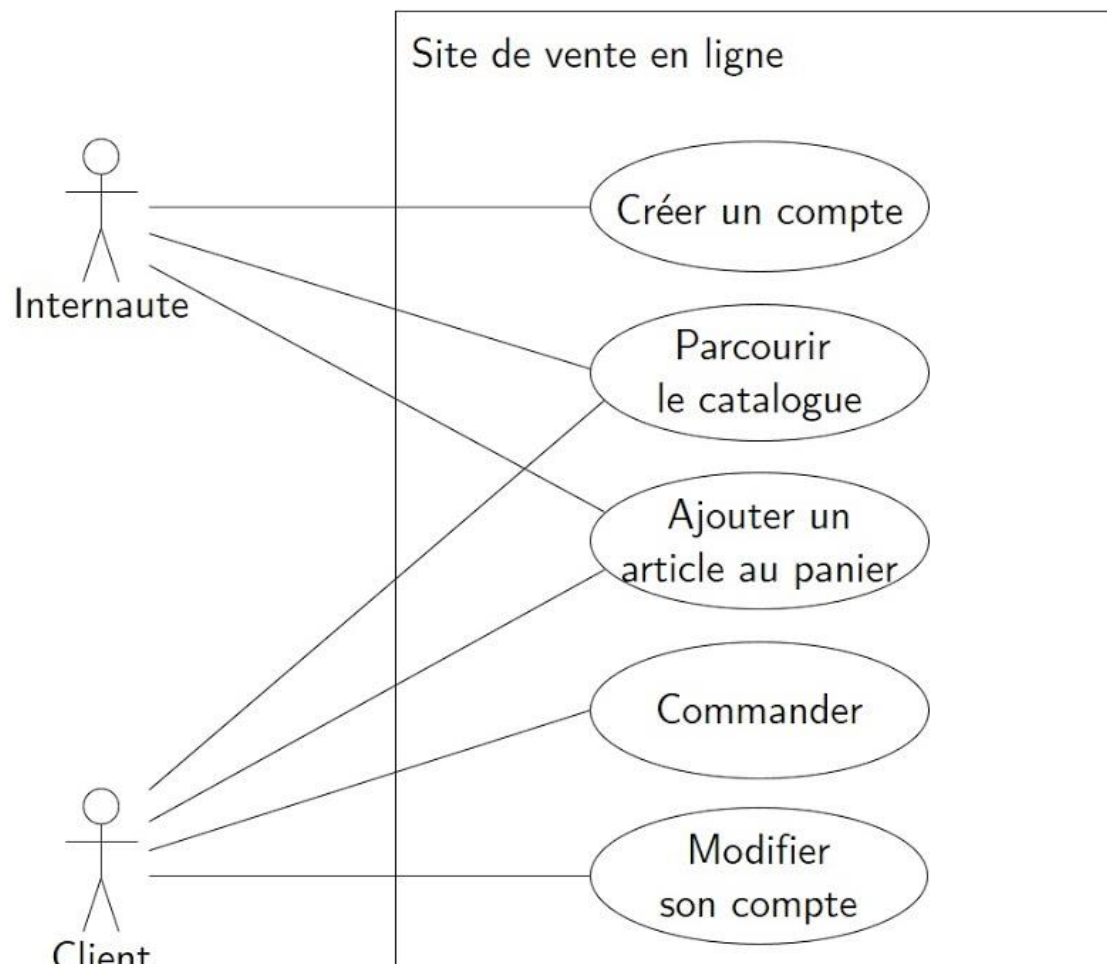 Site de vente en ligne
Créer un compte
Internaute
Parcourir
le catalogue
Ajouter un
article au panier
Commander
Modifier
son compte
Client